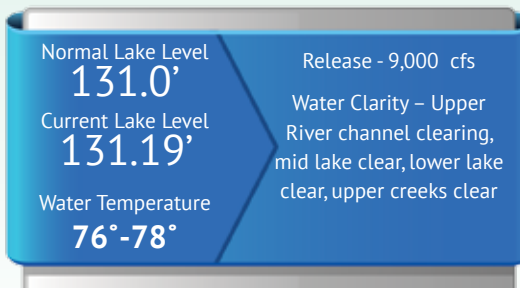 Normal Lake Level
131.0’
Current Lake Level
131.19’
Water Temperature
76˚-78˚
Release - 9,000 cfs
Water Clarity – Upper
River channel clearing,
mid lake clear, lower lake
clear, upper creeks clear